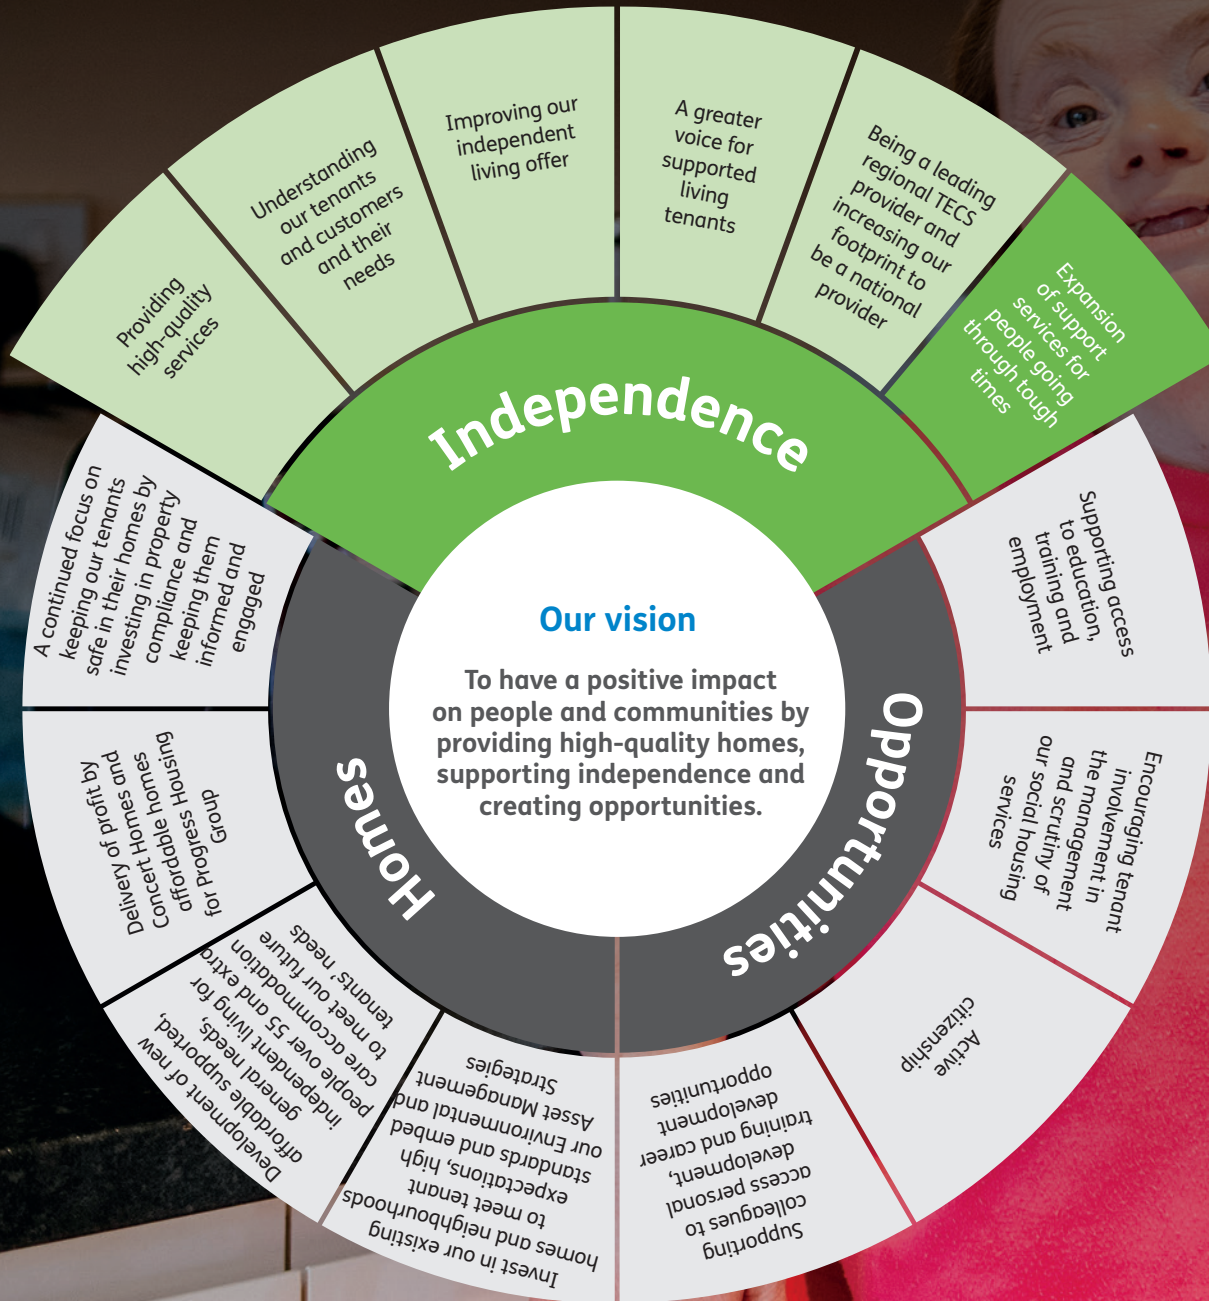 Providing
high-quality
services
Understanding
our tenants
and customers
and their
needs
Improving our
independent
living offer
A greater
voice for
supported
living
tenants
Being a leading
regional TECS
provider and
increasing our
footprint to
be a national
provider
Expansion
of support
services for
people going
through tough
times
Independence
Our vision
To have a positive impact
on people and communities by
providing high-quality homes,
supporting independence and
creating opportunities.
Opportunities
Supporting access
to education,
training and
employment
Encouraging tenant
involvement in
the management
and scrutiny of
our social housing
services
Active
citizenship
Supporting
colleagues to
access personal
development,
training and career
development
opportunities
Homes
Invest in our existing
homes and neighbourhoods
to meet tenant
expectations, high
standards and embed
our Environmental and
Asset Management
Strategies
Development of new
affordable supported,
general needs,
independent living for
people over 55 and extra
care accommodation
to meet our future
tenants' needs
Delivery of profit by
Concert Homes and
affordable homes
for Progress Housing
Group
A continued focus on
keeping our tenants
safe in their homes by
investing in property
compliance and
keeping them
informed and
engaged